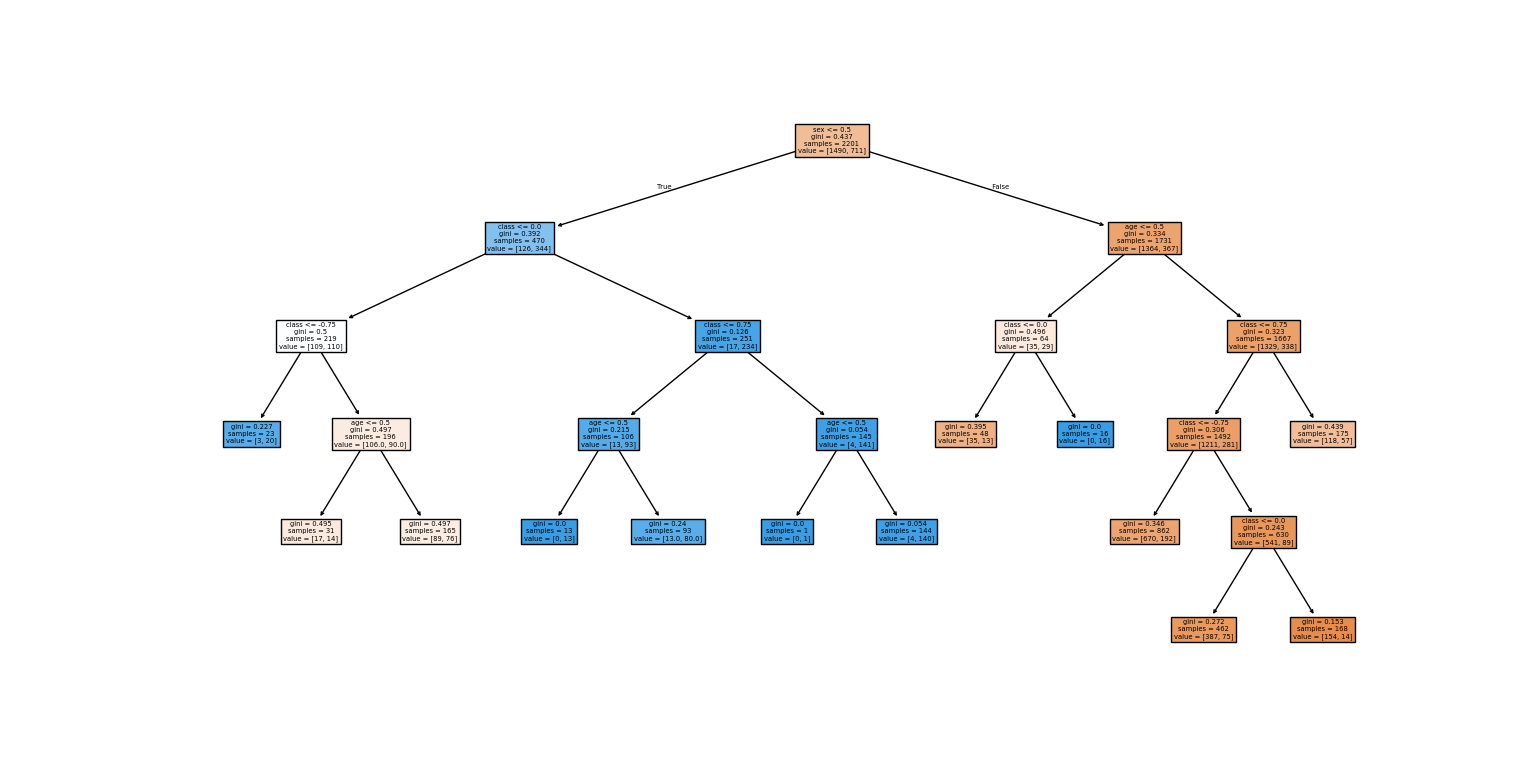 sex <= 0.5
gini = 0.437
samples = 2201
value = [1490, 711]
True
False
class <= 0.0
gini = 0.392
samples = 470
value = [126, 344]
age <= 0.5
gini = 0.334
samples = 1731
value = [1364, 367]
class <= -0.75
gini = 0.5
samples = 219
value = [109, 110]
class <= 0.75
gini = 0.126
samples = 251
value = [17, 234]
class <= 0.0
gini = 0.496
samples = 64
value = [35, 29]
class <= 0.75
gini = 0.323
samples = 1667
value = [1329, 338]
gini = 0.227
samples = 23
value = [3, 20]
age <= 0.5
gini = 0.497
samples = 196
value = [106.0, 90.0]
age <= 0.5
gini = 0.215
samples = 106
value = [13, 93]
age <= 0.5
gini = 0.054
samples = 145
value = [4, 141]
gini = 0.395
samples = 48
value = [35, 13]
gini = 0.0
samples = 16
value = [0, 16]
class <= -0.75
gini = 0.306
samples = 1492
value = [1211, 281]
gini = 0.439
samples = 175
value = [118, 57]
gini = 0.495
samples = 31
value = [17, 14]
gini = 0.497
samples = 165
value = [89, 76]
gini = 0.0
samples = 13
value = [0, 13]
gini = 0.24
samples = 93
value = [13.0, 80.0]
gini = 0.0
samples = 1
value = [0, 1]
gini = 0.054
samples = 144
value = [4, 140]
gini = 0.346
samples = 862
value = [670, 192]
class <= 0.0
gini = 0.243
samples = 630
value = [541, 89]
gini = 0.272
samples = 462
value = [387, 75]
gini = 0.153
samples = 168
value = [154, 14]